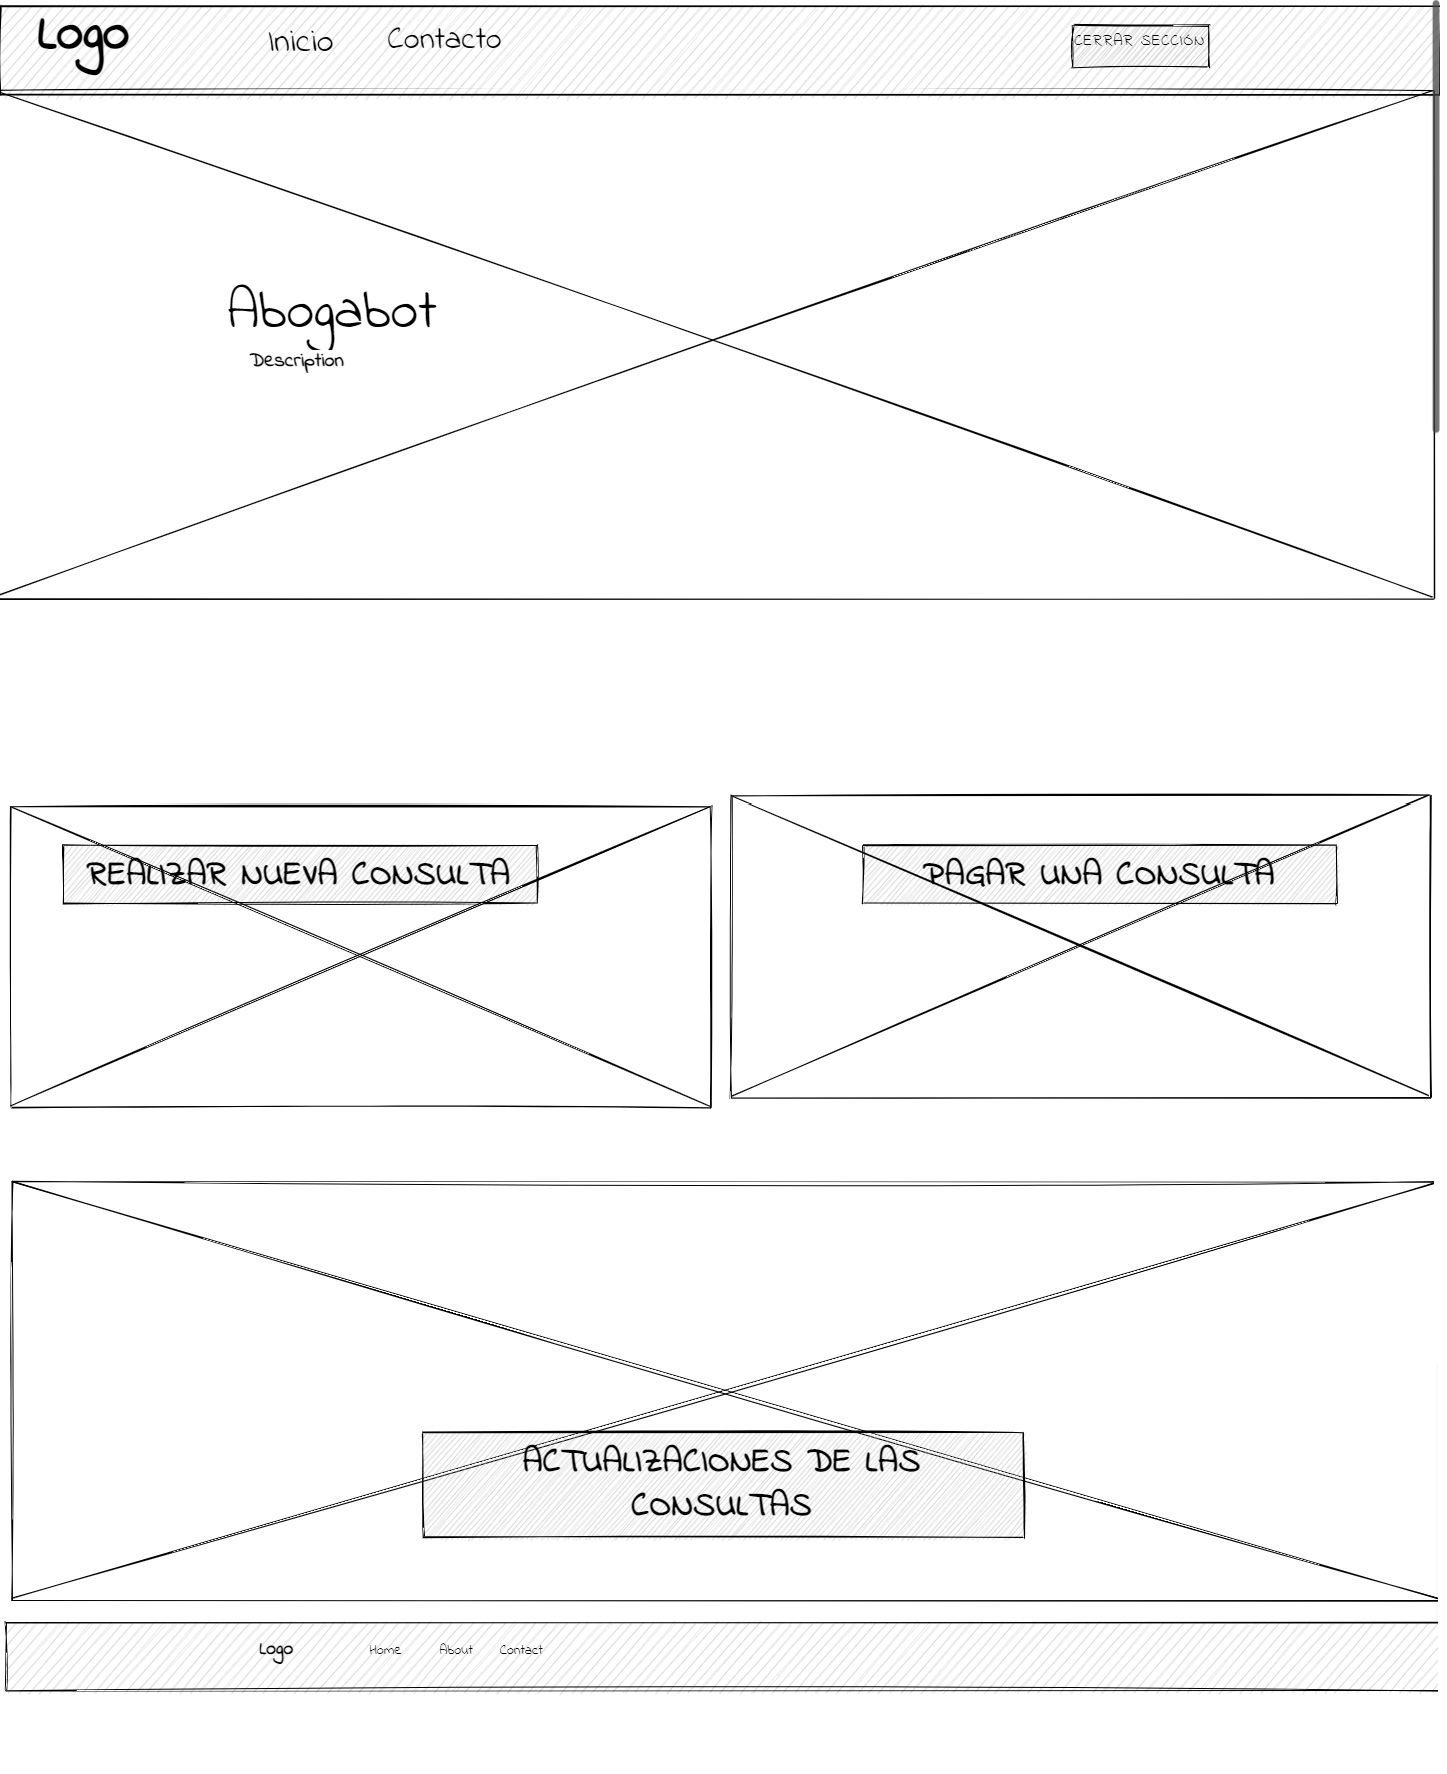 Logo
Inicio
Contacto
CERRAR SECCIÓN
Abogabot
Description
REALIZAR NUEVA CONSULTA
PAGAR UNA CONSULTA
ACTUALIZACIONES DE LAS
CONSULTAS
Logo
Home
About
Contact